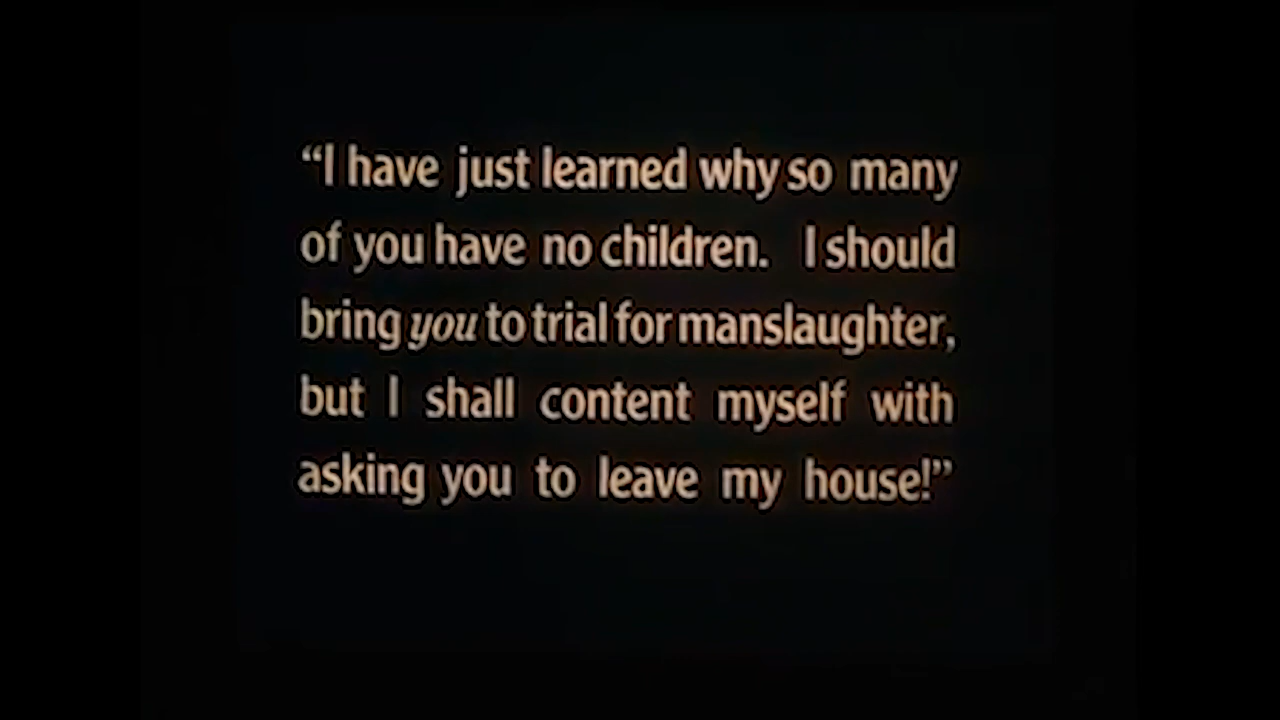 “I have just learned why so many
of you have no children. I should
bring you to trial for manslaughter,
but I shall content myself with
asking you to leave my house!”